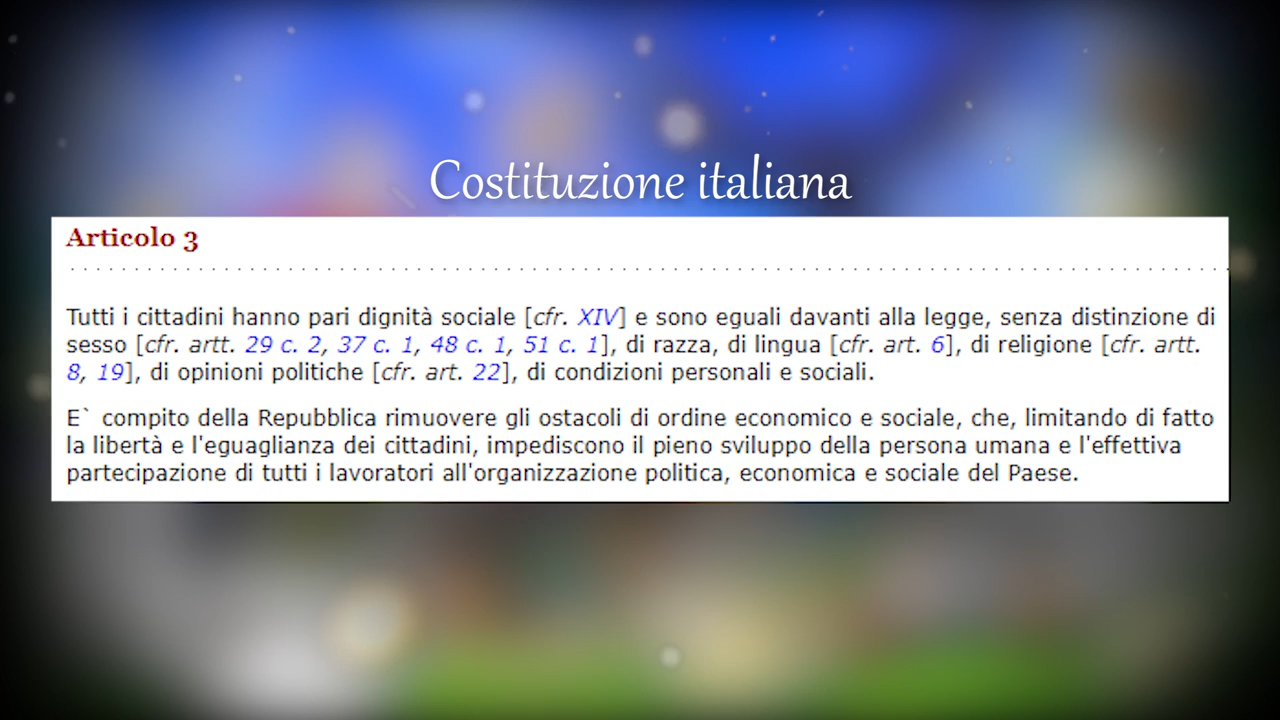 Costituzione italiana
Articolo 3
Tutti i cittadini hanno pari dignità sociale [cfr. XIV] e sono eguali davanti alla legge, senza distinzione di
sesso [cfr. artt. 29 c. 2, 37 c. 1, 48 c. 1, 51 c. 1], di razza, di lingua [cfr. art. 6], di religione [cfr. artt.
8, 19], di opinioni politiche [cfr. art. 22], di condizioni personali e sociali.
E` compito della Repubblica rimuovere gli ostacoli di ordine economico e sociale, che, limitando di fatto
la libertà e l'eguaglianza dei cittadini, impediscono il pieno sviluppo della persona umana e l'effettiva
partecipazione di tutti i lavoratori all'organizzazione politica, economica e sociale del Paese.